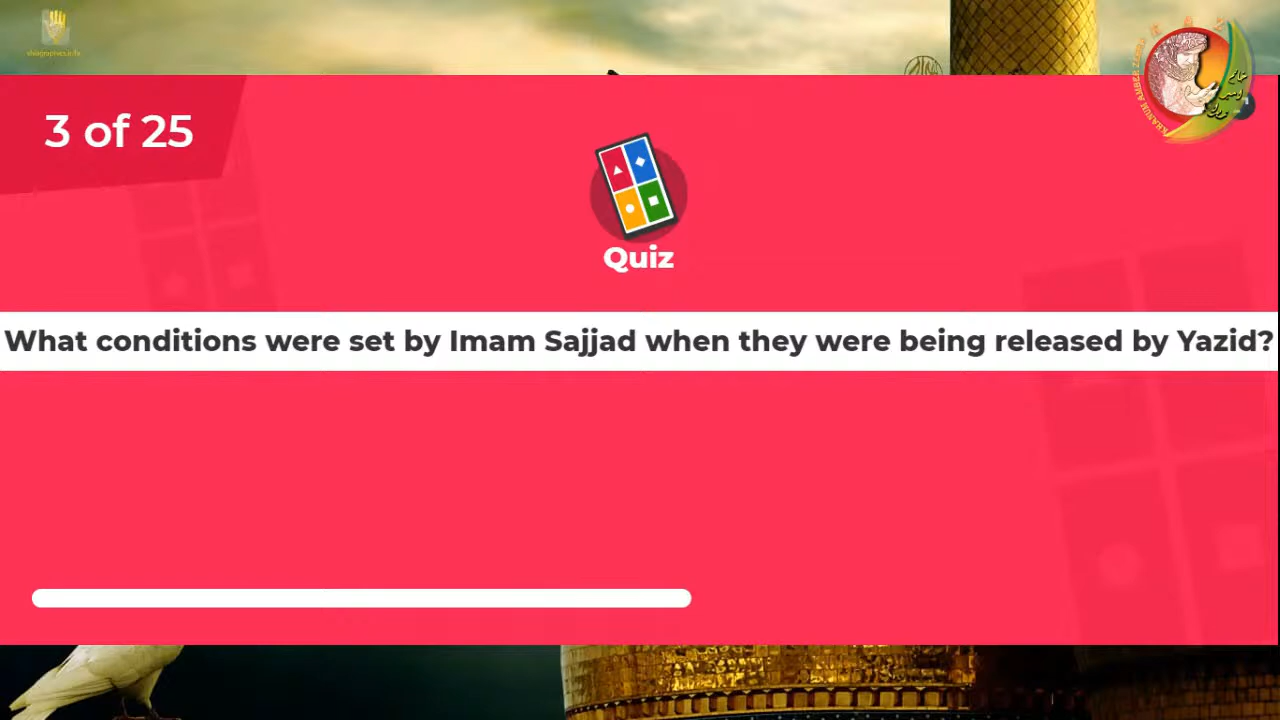 3 of 25
Quiz
What conditions were set by Imam Sajjad when they were being released by Yazid?